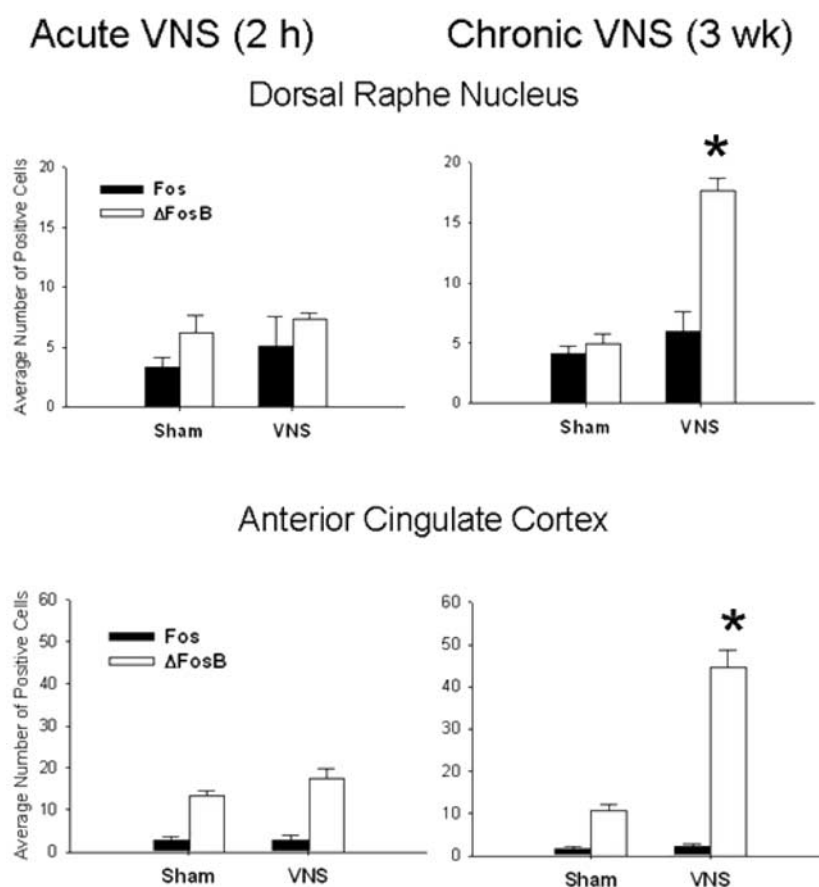 Acute VNS (2 h) Chronic VNS (3 wk)
Dorsal Raphe Nucleus
Average Number of Positive Cells
20
15
10
5
0
Fos
ΔFosB
Sham VNS
20
15
10
5
0
*
Sham VNS
Anterior Cingulate Cortex
Average Number of Positive Cells
60
50
40
30
20
10
0
Fos
ΔFosB
Sham VNS
60
50
40
30
20
10
0
*
Sham VNS